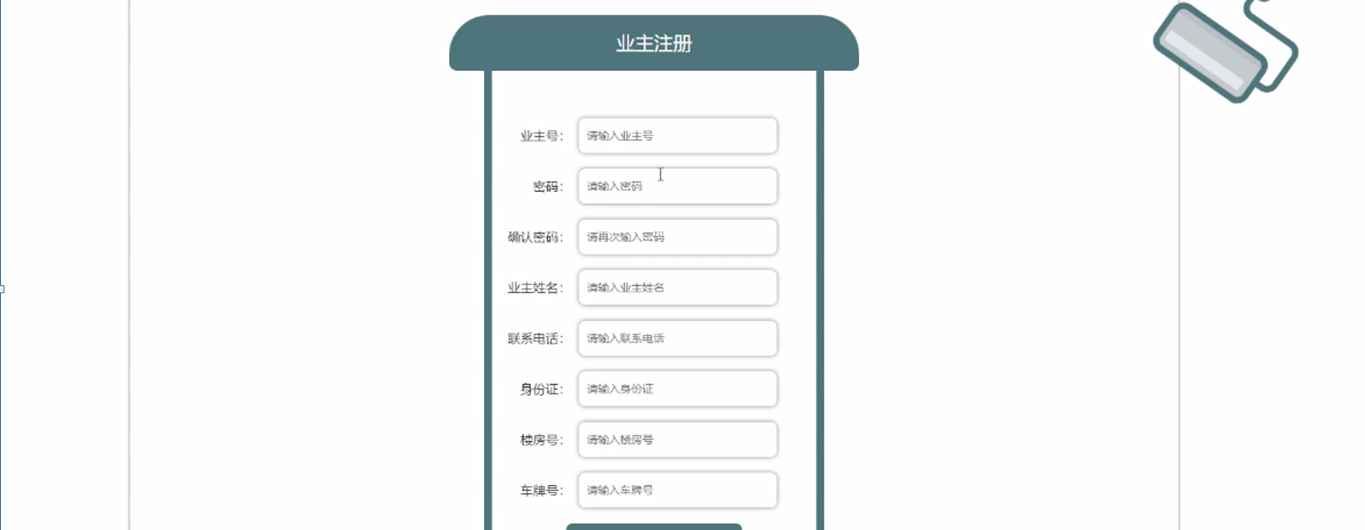 业主注册
业主号： 请输入业主号
密码： 请输入密码
确认密码： 请再次输入密码
业主姓名： 请输入业主姓名
联系电话： 请输入联系电话
身份证： 请输入身份证
楼房号： 请输入楼房号
车牌号： 请输入车牌号